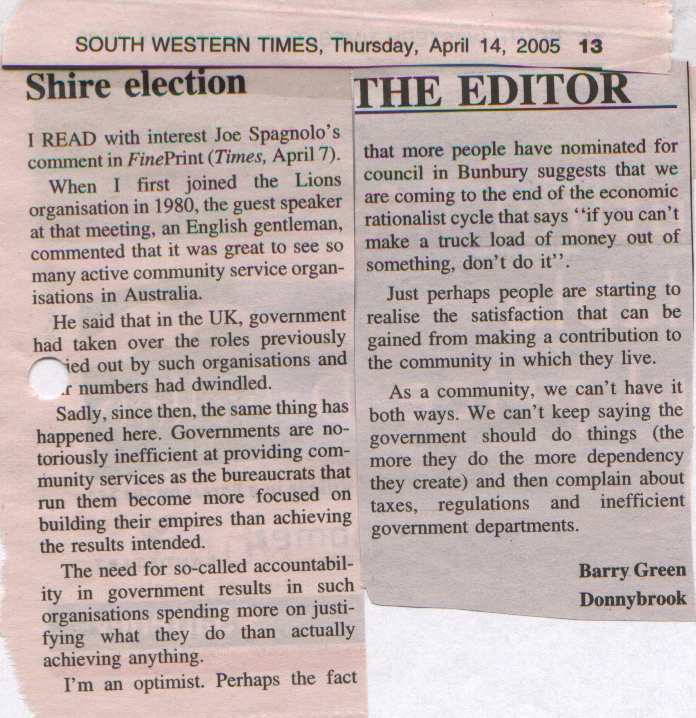 SOUTH WESTERN TIMES, Thursday, April 14, 2005 13
Shire election
I READ with interest Joe Spagnolo's
comment in FinePrint (Times, April 7).
When I first joined the Lions
organisation in 1980, the guest speaker
at that meeting, an English gentleman,
commented that it was great to see so
many active community service organ-
isations in Australia.
He said that in the UK, government
had taken over the roles previously
ied out by such organisations and
r numbers had dwindled.
Sadly, since then, the same thing has
happened here. Governments are no-
toriously inefficient at providing com-
munity services as the bureaucrats that
run them become more focused on
building their empires than achieving
the results intended.
The need for so-called accountabil-
ity in government results in such
organisations spending more on justi-
fying what they do than actually
achieving anything.
I'm an optimist. Perhaps the fact
THE EDITOR
that more people have nominated for
council in Bunbury suggests that we
are coming to the end of the economic
rationalist cycle that says "if you can't
make a truck load of money out of
something, don't do it".
Just perhaps people are starting to
realise the satisfaction that can be
gained from making a contribution to
the community in which they live.
As a community, we can't have it
both ways. We can't keep saying the
government should do things (the
more they do the more dependency
they create) and then complain about
taxes, regulations and inefficient
government departments.
Barry Green
Donnybrook